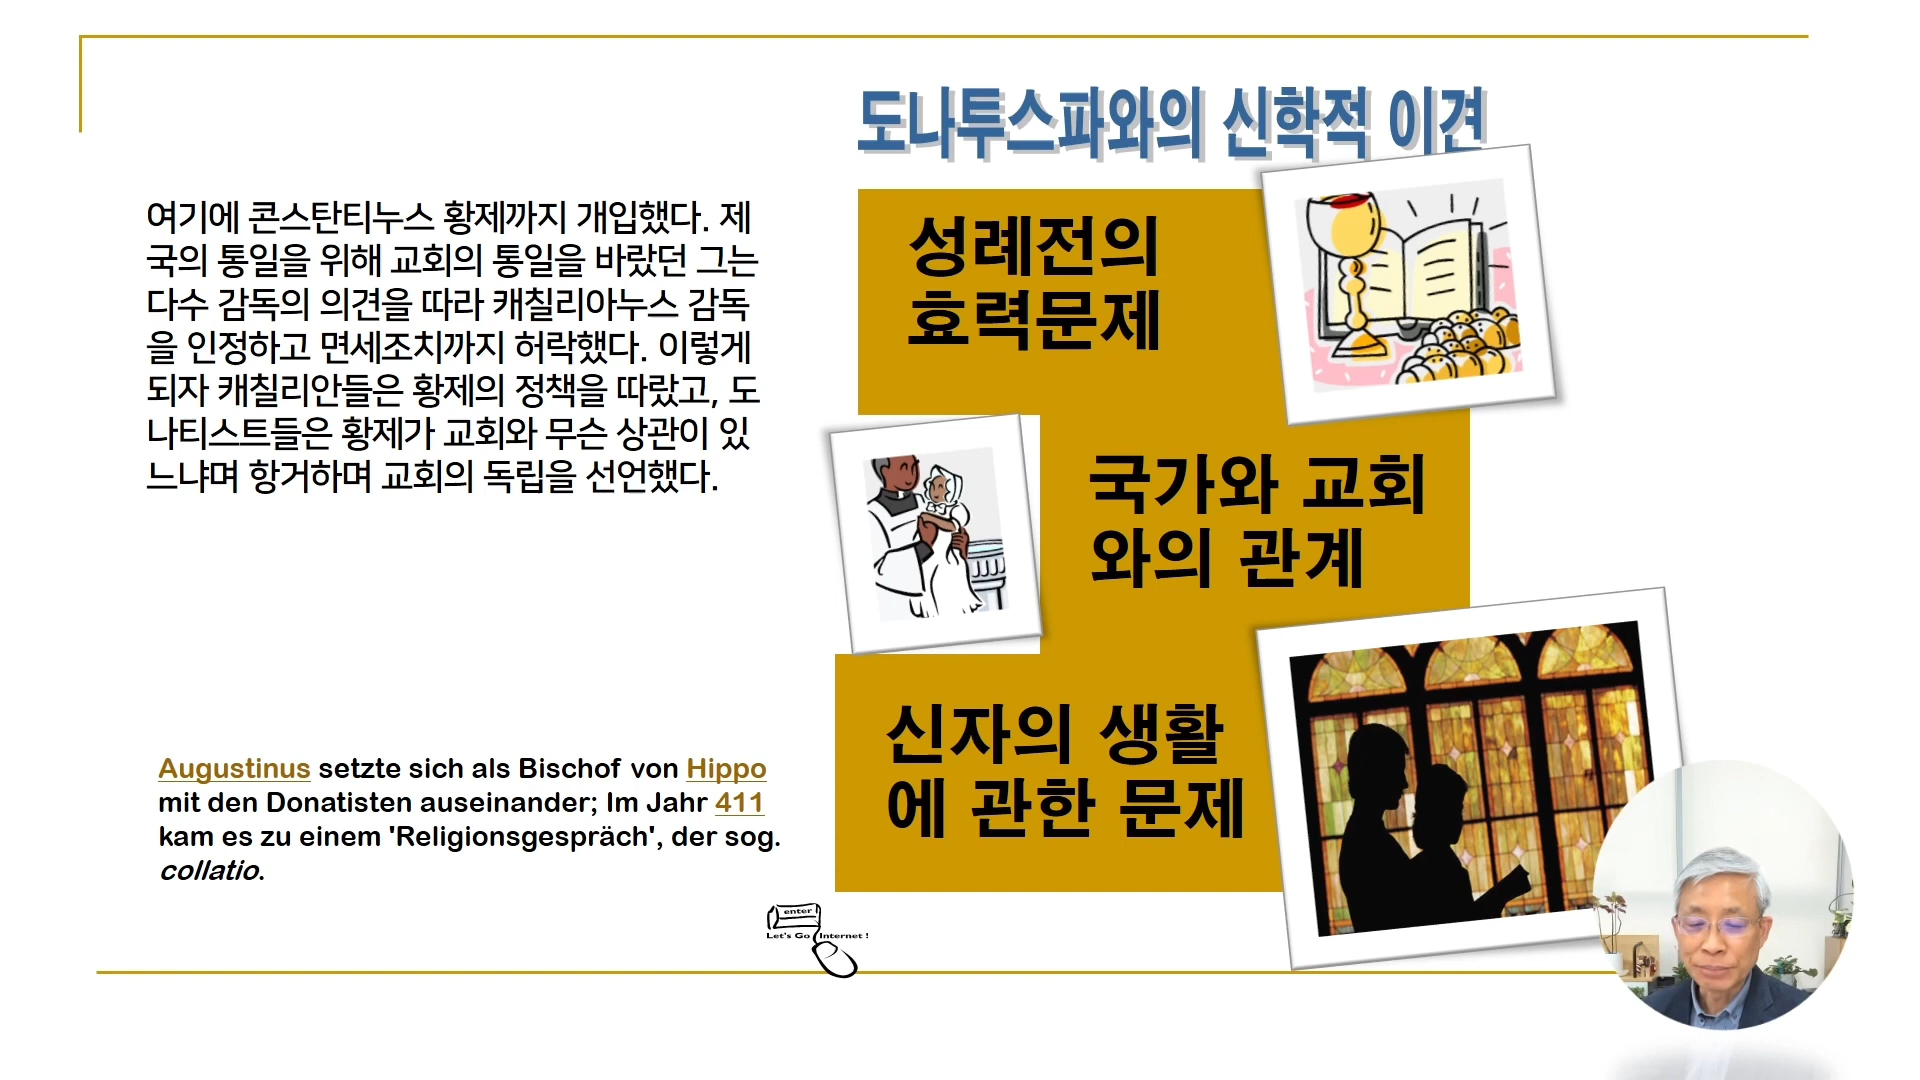 도나투스파와의 신학적 이견
여기에 콘스탄티누스 황제까지 개입했다. 제
국의 통일을 위해 교회의 통일을 바랐던 그는
다수 감독의 의견을 따라 캐칠리아누스 감독
을 인정하고 면세조치까지 허락했다. 이렇게
되자 캐칠리안들은 황제의 정책을 따랐고, 도
나티스트들은 황제가 교회와 무슨 상관이 있
느냐며 항거하며 교회의 독립을 선언했다.
Augustinus setzte sich als Bischof von Hippo
mit den Donatisten auseinander; Im Jahr 411
kam es zu einem 'Religionsgespräch', der sog.
collatio.
enter
Let's Go Internet !
성례전의
효력문제
국가와 교회
와의 관계
신자의 생활
에 관한 문제